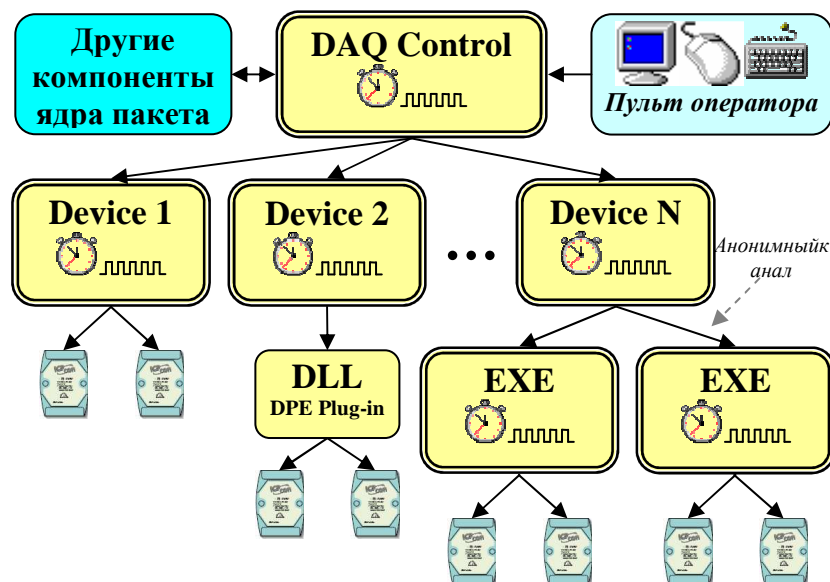 Другие
компоненты
ядра пакета
DAQ Control
Пульт оператора
Device 1
Device 2
Device N
...
Анонимныйк
анал
DLL
DPE Plug-in
EXE
EXE